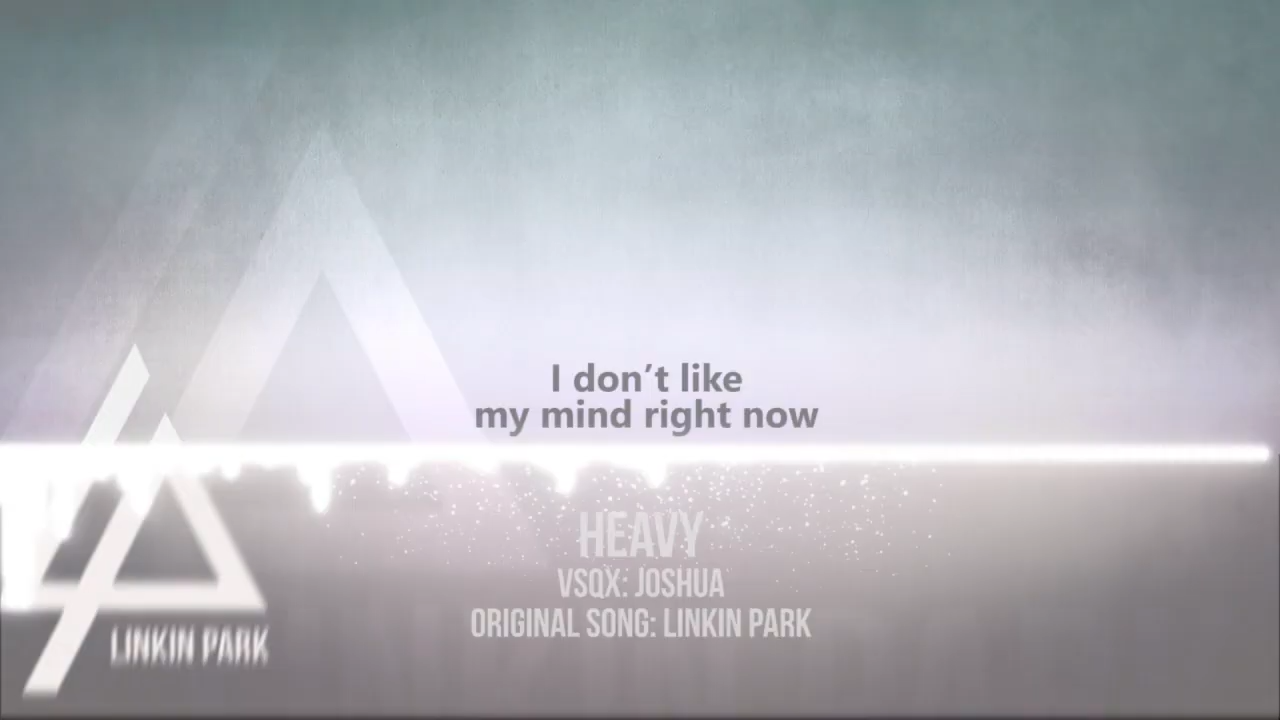 I don’t like
my mind right now
HEAVY
VSQX: JOSHUA
ORIGINAL SONG: LINKIN PARK
LINKIN PARK